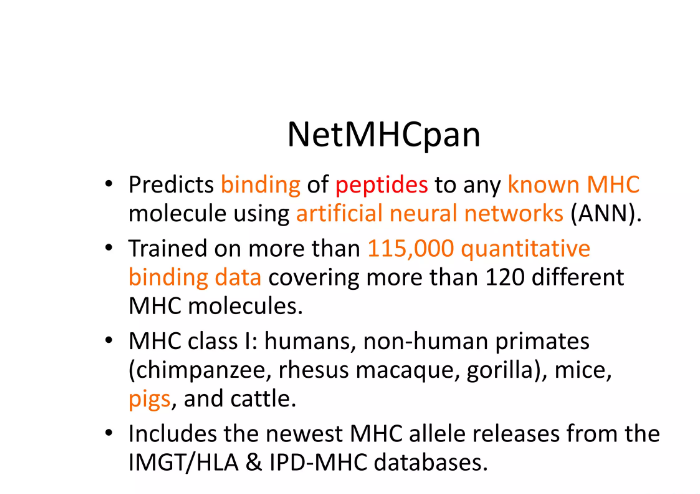 NetMHCpan
• Predicts binding of peptides to any known MHC
molecule using artificial neural networks (ANN).
• Trained on more than 115,000 quantitative
binding data covering more than 120 different
MHC molecules.
• MHC class I: humans, non-human primates
(chimpanzee, rhesus macaque, gorilla), mice,
pigs, and cattle.
• Includes the newest MHC allele releases from the
IMGT/HLA & IPD-MHC databases.